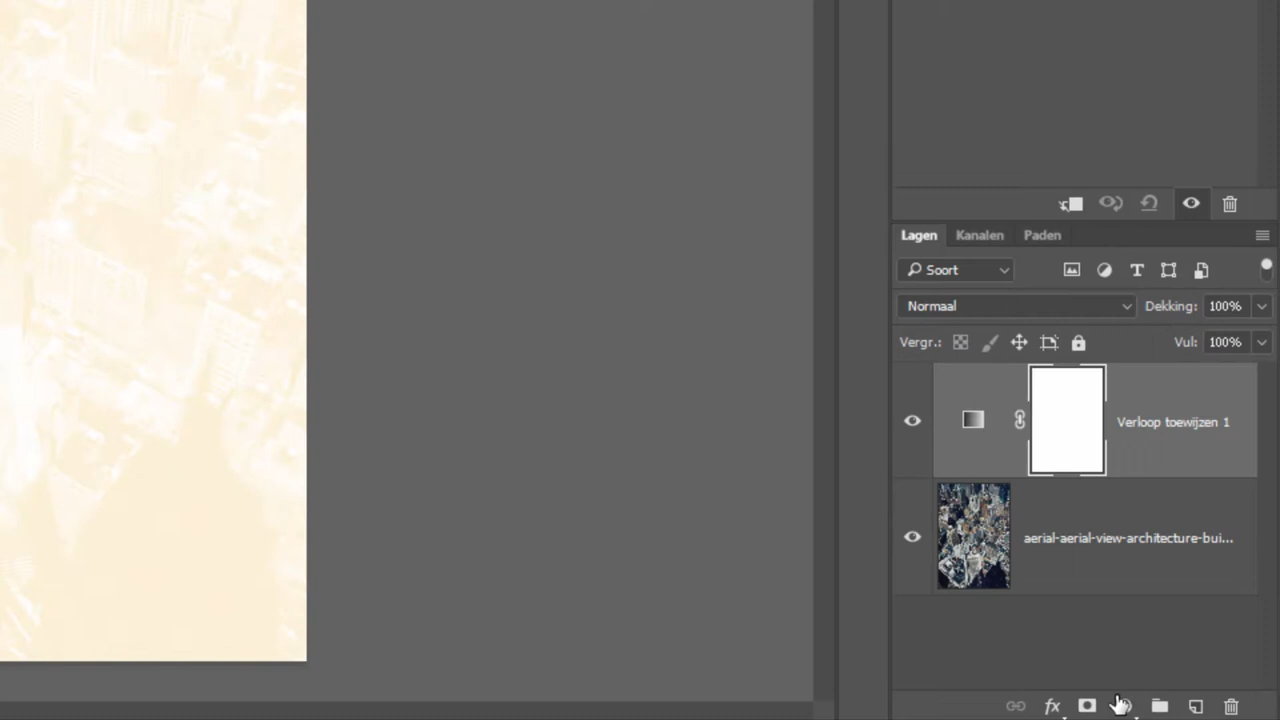 Lagen Kanalen Paden
Soort T
Normaal Dekking: 100%
Vergr.: Vul: 100%
Verloop toewijzen 1
aerial-aerial-view-architecture-bui...
fx